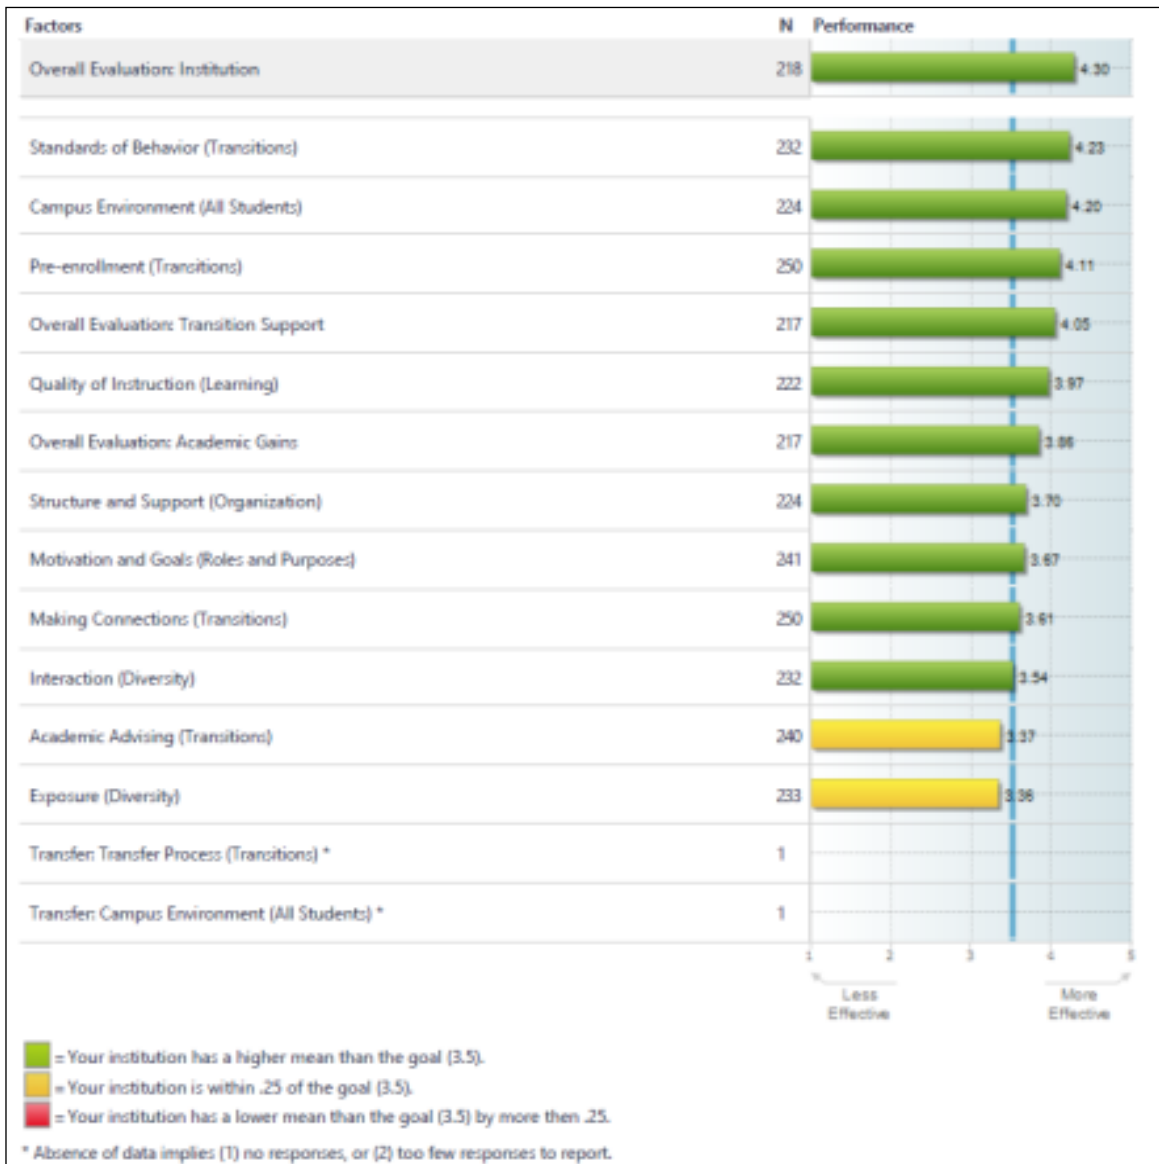 Factors N Performance
Overall Evaluation: Institution 218 4.30
Standards of Behavior (Transitions) 232 4.23
Campus Environment (All Students) 224 4.20
Pre-enrollment (Transitions) 250 4.11
Overall Evaluation: Transition Support 217 4.05
Quality of Instruction (Learning) 222 3.97
Overall Evaluation: Academic Gains 217 3.86
Structure and Support (Organization) 224 3.70
Motivation and Goals (Roles and Purposes) 241 3.67
Making Connections (Transitions) 250 3.61
Interaction (Diversity) 232 3.54
Academic Advising (Transitions) 240 3.37
Exposure (Diversity) 233 3.36
Transfer: Transfer Process (Transitions) * 1
Transfer: Campus Environment (All Students) * 1
1 2 3 4 5
Less More
Effective Effective
= Your institution has a higher mean than the goal (3.5).
= Your institution is within .25 of the goal (3.5).
= Your institution has a lower mean than the goal (3.5) by more then .25.
* Absence of data implies (1) no responses, or (2) too few responses to report.